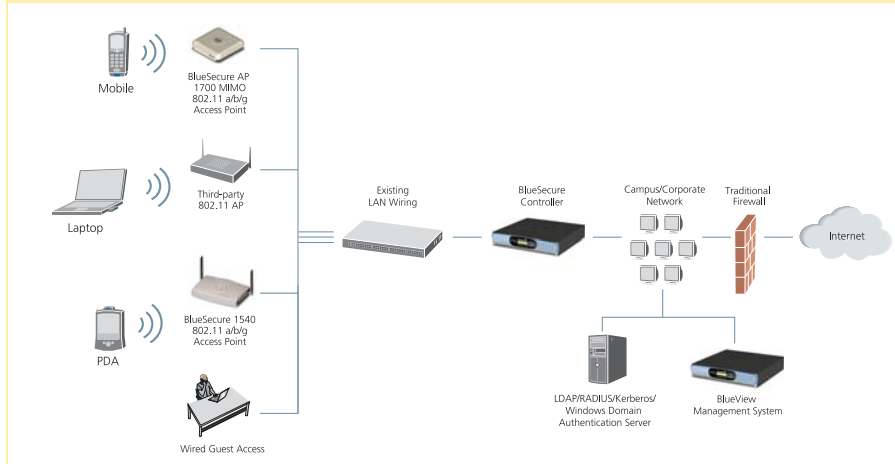 Mobile
BlueSecure AP
1700 MIMO
802.11 a/b/g
Access Point
Laptop
Third-party
802.11 AP
PDA
BlueSecure 1540
802.11 a/b/g
Access Point
Wired Guest Access
Existing
LAN Wiring
BlueSecure
Controller
Campus/Corporate
Network
Traditional
Firewall
Internet
LDAP/RADIUS/Kerberos/
Windows Domain
Authentication Server
BlueView
Management System